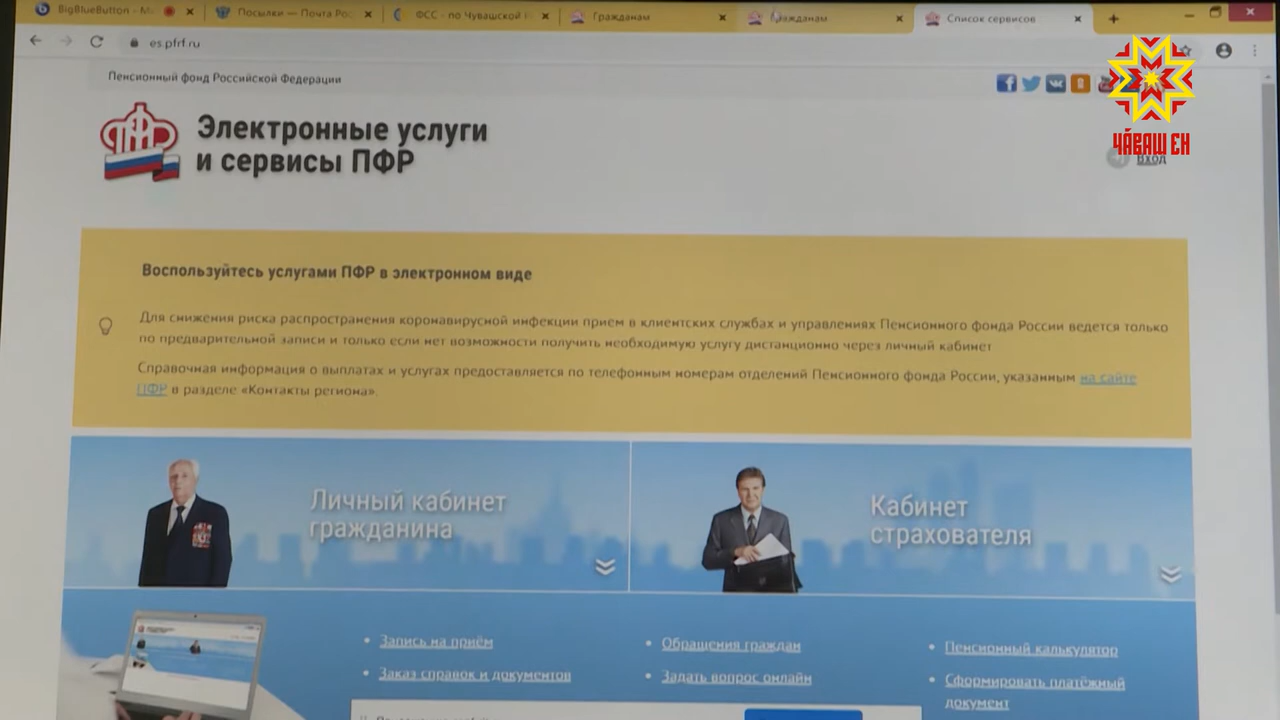 BigBlueButton - М
Посылки — Почта Рос
ФСС - по Чувашской Р
Гражданам
Гражданам
Список сервисов
es.pfrf.ru
Пенсионный фонд Российской Федерации
ПФР
Электронные услуги
и сервисы ПФР
ЧӐВАШ ЕН
Вход
Воспользуйтесь услугами ПФР в электронном виде
Для снижения риска распространения коронавирусной инфекции прием в клиентских службах и управлениях Пенсионного фонда России ведется только
по предварительной записи и только если нет возможности получить необходимую услугу дистанционно через личный кабинет
Справочная информация о выплатах и услугах предоставляется по телефонным номерам отделений Пенсионного фонда России, указанным на сайте
ПФР в разделе «Контакты региона».
Личный кабинет
гражданина
Кабинет
страхователя
Запись на приём
Обращения граждан
Пенсионный калькулятор
Заказ справок и документов
Задать вопрос онлайн
Сформировать платёжный
документ